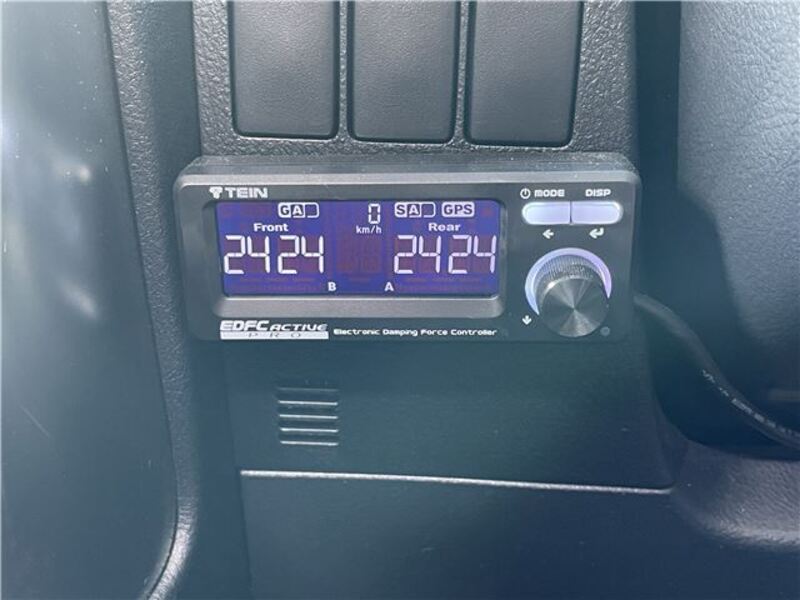 TEIN
MODE DISP
GA 0 SA GPS
Front km/h Rear
24 24 24 24
B A
EDFC ACTIVE
PRO
Electronic Damping Force Controller